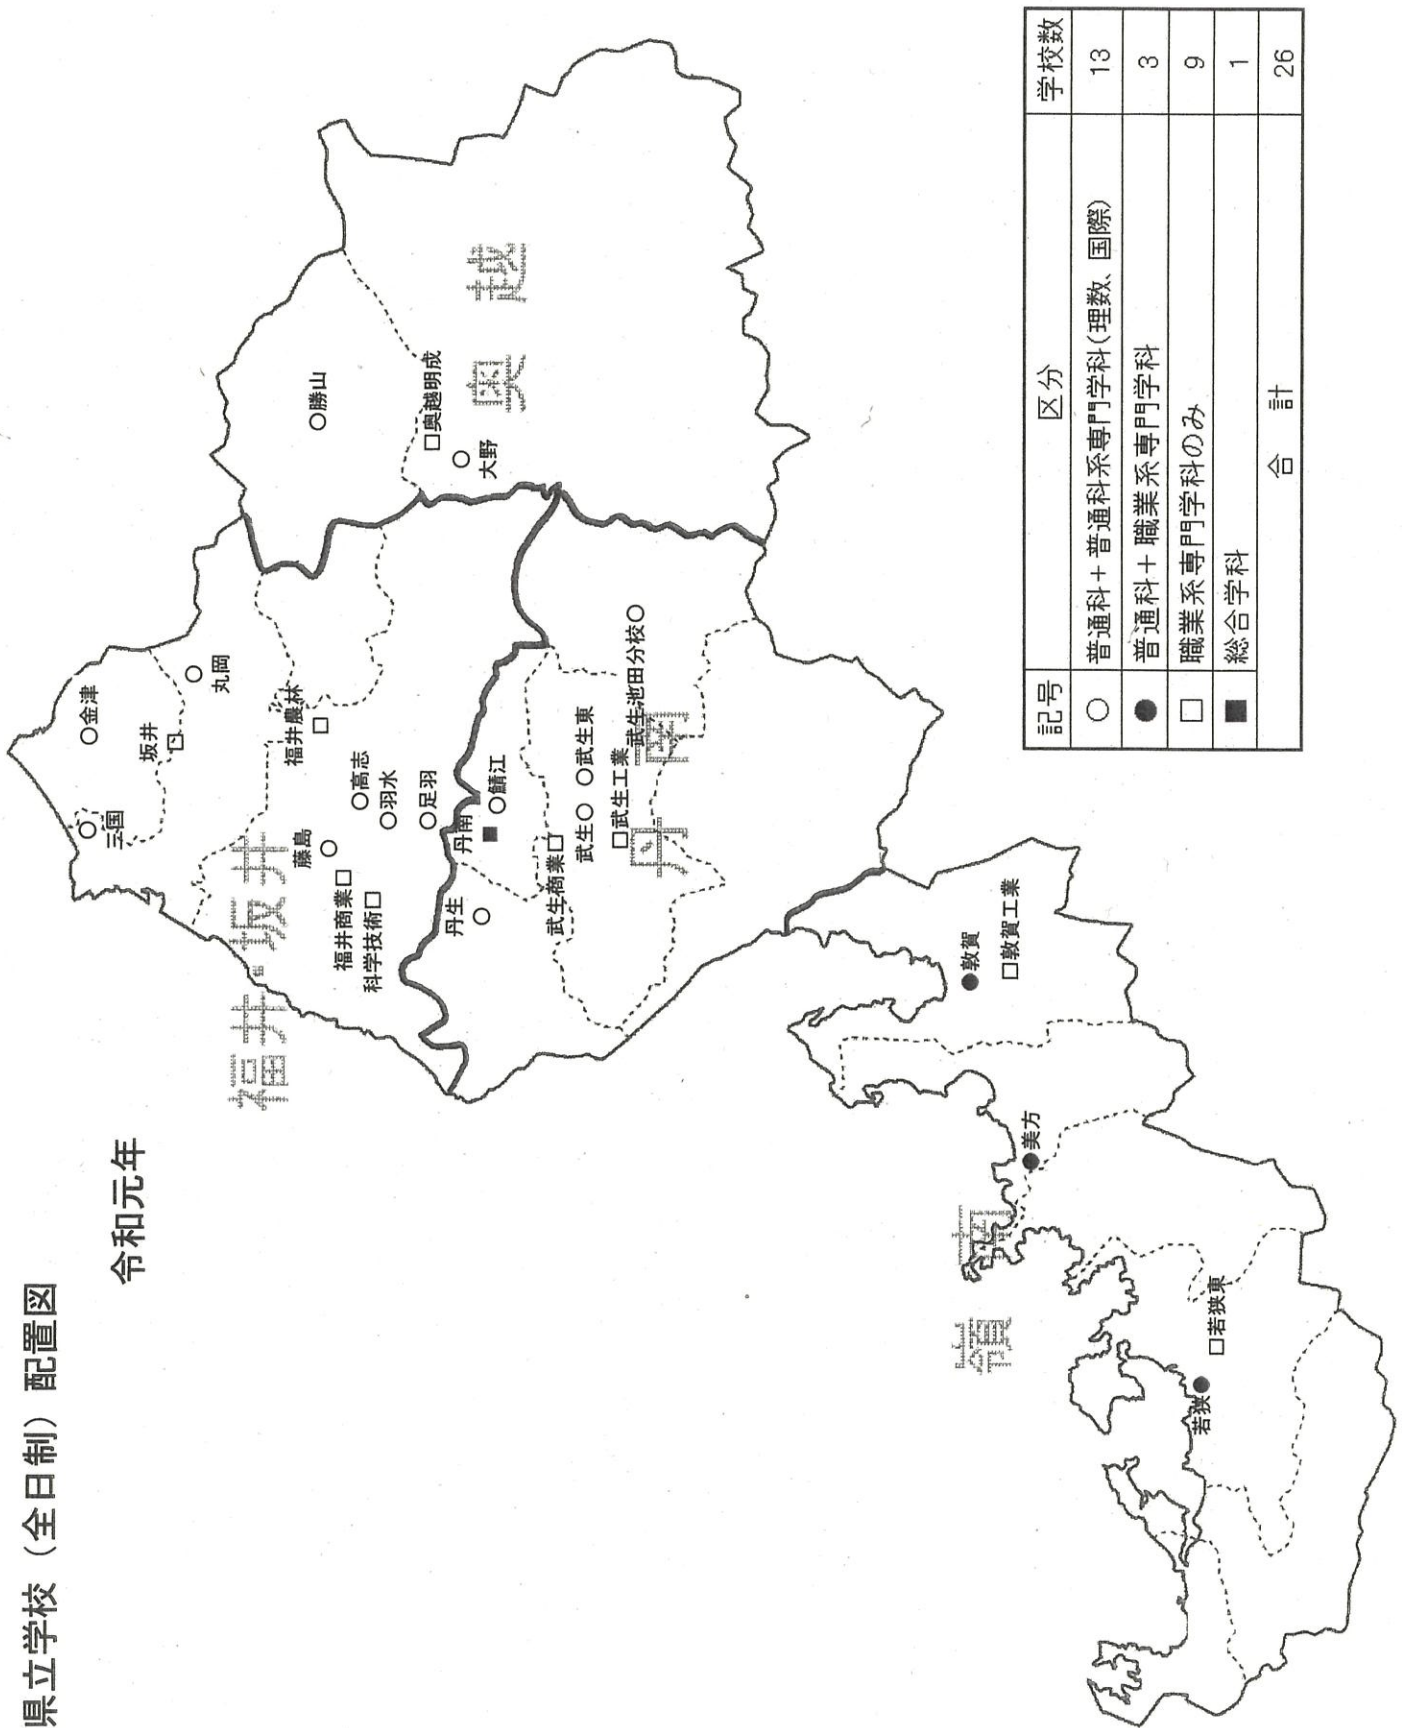 県立学校（全日制）配置図
令和元年
福井・坂井
奥越
丹南
嶺南
○金津
○
三国
坂井
□
○
丸岡
福井農林
□
藤島
○
○高志
○羽水
○足羽
福井商業□
科学技術□
○勝山
□奥越明成
○
大野
丹生
○
丹南
■
○鯖江
武生商業□
武生○
○武生東
□武生工業
武生池田分校○
●敦賀
□敦賀工業
●美方
若狭●
□若狭東
記号 区分 学校数
○ 普通科＋普通科系専門学科（理数、国際） 13
● 普通科＋職業系専門学科 3
□ 職業系専門学科のみ 9
■ 総合学科 1
合計 26